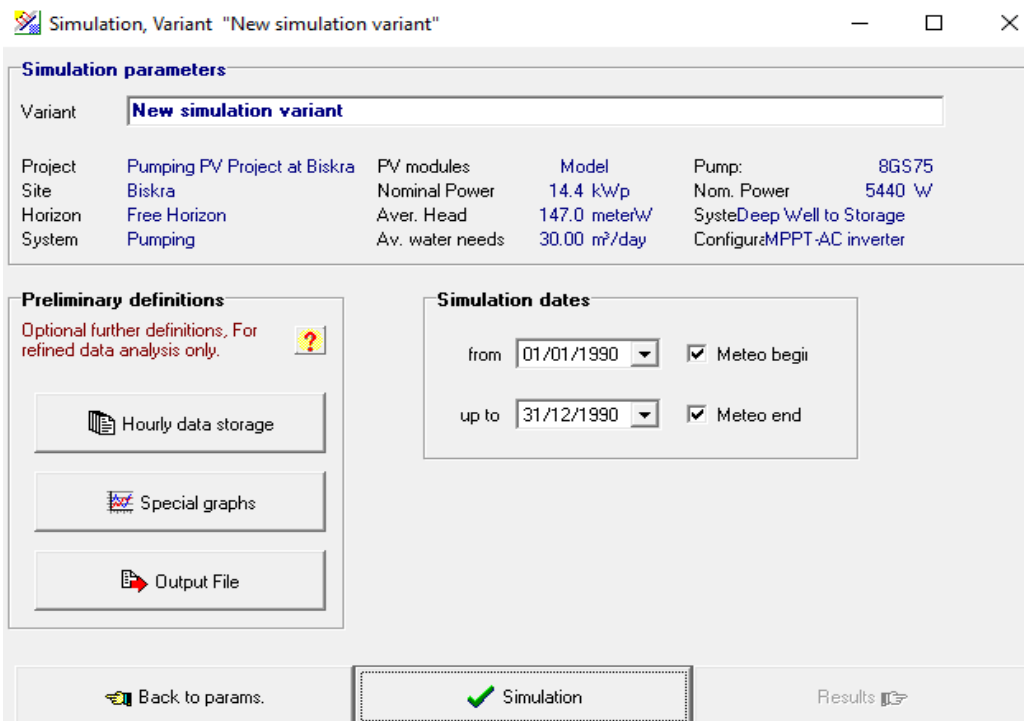 Simulation, Variant "New simulation variant"
Simulation parameters
Variant New simulation variant
Project Pumping PV Project at Biskra PV modules Model Pump: 8GS75
Site Biskra Nominal Power 14.4 kWp Nom. Power 5440 W
Horizon Free Horizon Aver. Head 147.0 meterW SysteDeep Well to Storage
System Pumping Av. water needs 30.00 m³/day ConfiguraMPPT-AC inverter
Preliminary definitions
Optional further definitions, For
refined data analysis only.
?
Hourly data storage
Special graphs
Output File
Simulation dates
from 01/01/1990 Meteo begii
up to 31/12/1990 Meteo end
Back to params. Simulation Results